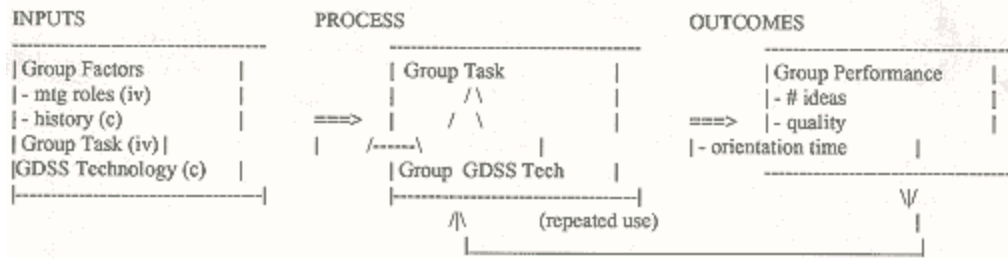 INPUTS PROCESS OUTCOMES
| Group Factors | | Group Task | | Group Performance |
|- mtg roles (iv) | | /\ | |- # ideas |
|- history (c) | ===> | / \ | ===> |- quality |
| Group Task (iv) | | /------\ | |- orientation time |
|GDSS Technology (c) | |Group GDSS Tech |
|--------------------------| --------------------------| --------------------------
/|\ (repeated use) \|/
|______________________________|